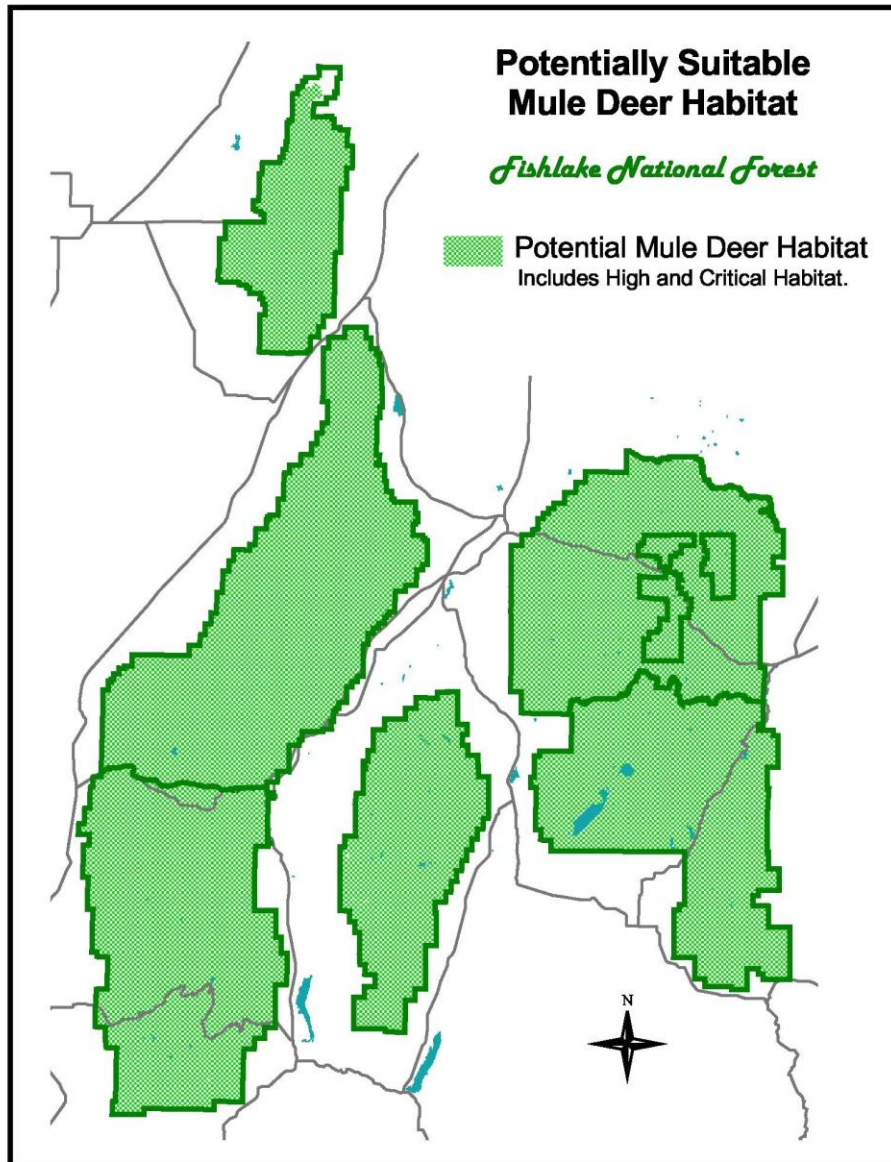 Potentially Suitable
Mule Deer Habitat
Fishlake National Forest
Potential Mule Deer Habitat
Includes High and Critical Habitat.
N